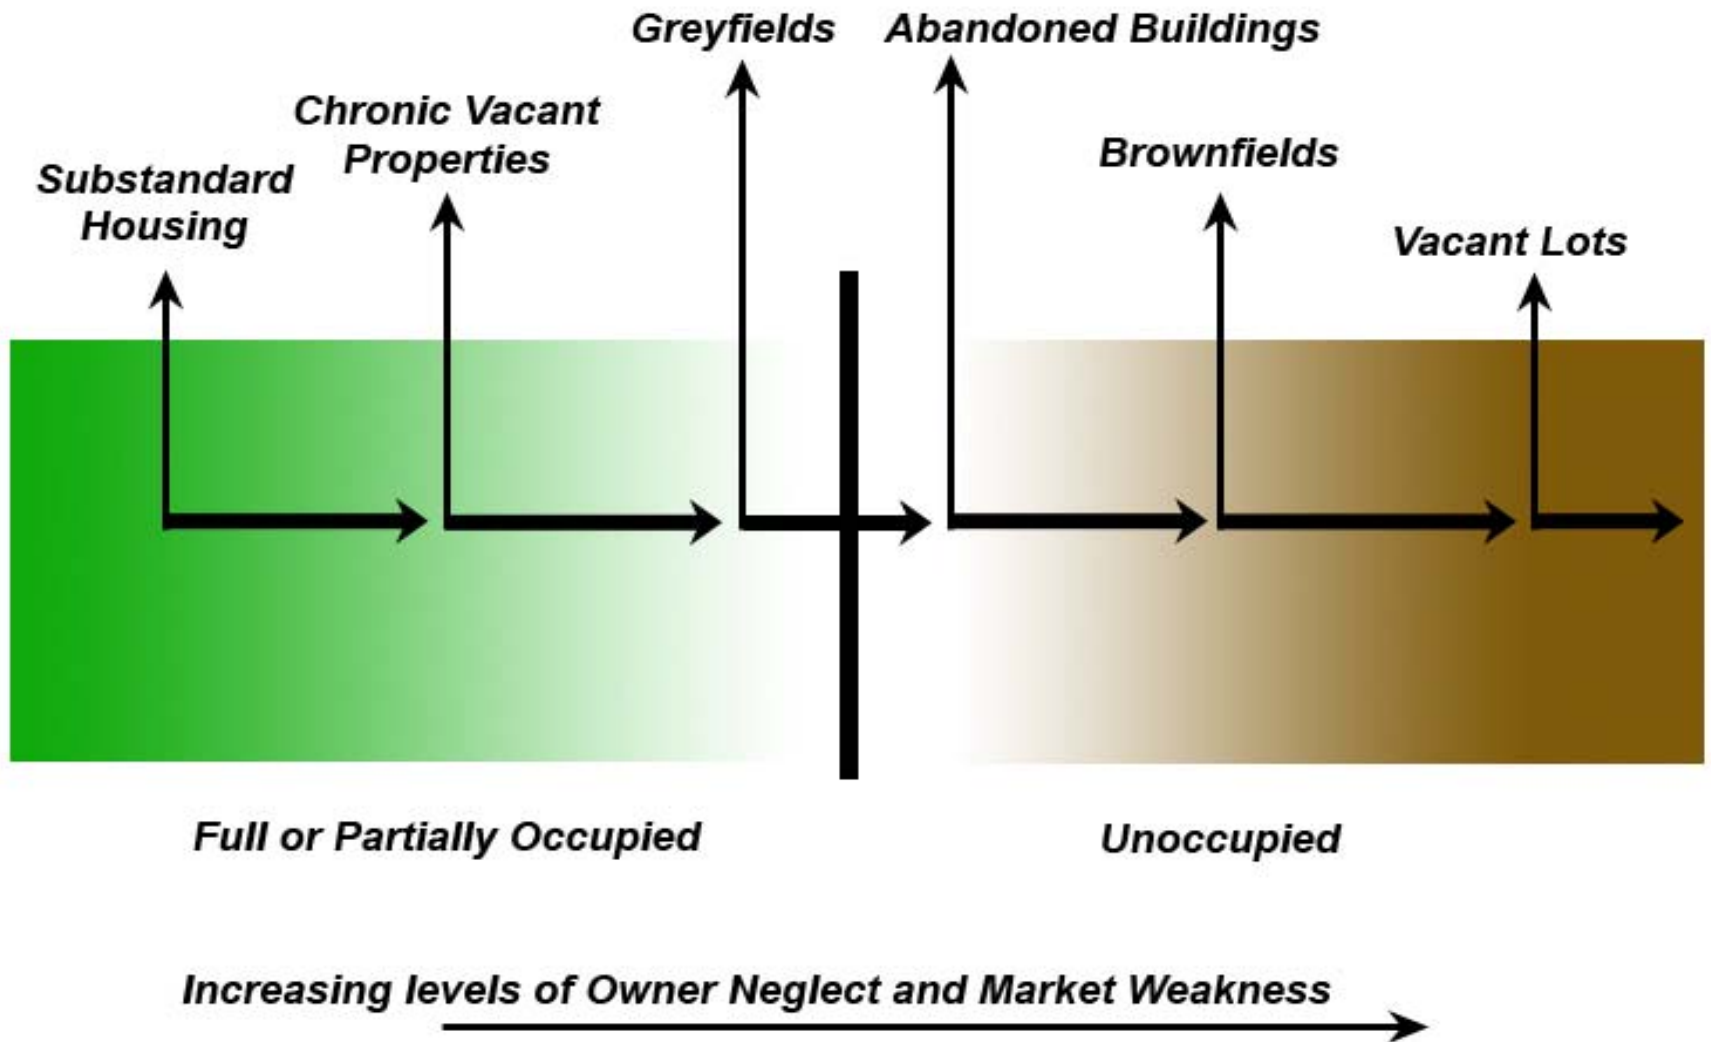 Greyfields
Abandoned Buildings
Chronic Vacant
Properties
Brownfields
Substandard
Housing
Vacant Lots
Full or Partially Occupied
Unoccupied
Increasing levels of Owner Neglect and Market Weakness